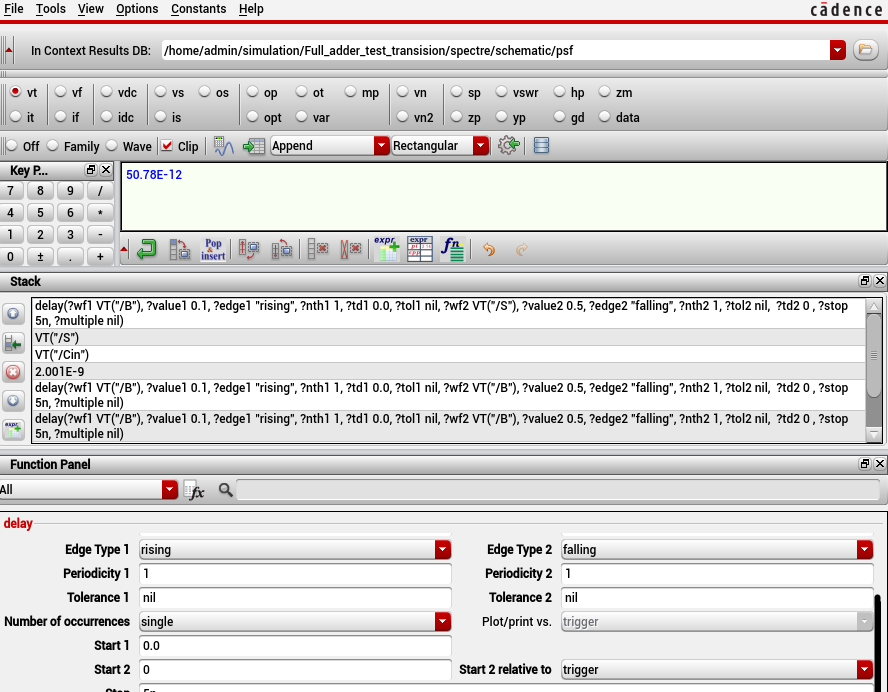 File Tools View Options Constants Help cādence
In Context Results DB: /home/admin/simulation/Full_adder_test_transision/spectre/schematic/psf
vt vf vdc vs os op ot mp vn sp vswr hp zm
it if idc is opt var vn2 zp yp gd data
Off Family Wave Clip Append Rectangular
Key P...
7 8 9 /
4 5 6 *
1 2 3 -
0 ± . +
50.78E-12
Pop & insert expr expr fn
Stack
delay(?wf1 VT("/B"), ?value1 0.1, ?edge1 "rising", ?nth1 1, ?td1 0.0, ?tol1 nil, ?wf2 VT("/S"), ?value2 0.5, ?edge2 "falling", ?nth2 1, ?tol2 nil, ?td2 0 , ?stop
5n, ?multiple nil)
VT("/S")
VT("/Cin")
2.001E-9
delay(?wf1 VT("/B"), ?value1 0.1, ?edge1 "rising", ?nth1 1, ?td1 0.0, ?tol1 nil, ?wf2 VT("/B"), ?value2 0.5, ?edge2 "falling", ?nth2 1, ?tol2 nil, ?td2 0 , ?stop
5n, ?multiple nil)
delay(?wf1 VT("/B"), ?value1 0.1, ?edge1 "rising", ?nth1 1, ?td1 0.0, ?tol1 nil, ?wf2 VT("/B"), ?value2 0.5, ?edge2 "falling", ?nth2 1, ?tol2 nil, ?td2 0 , ?stop
5n, ?multiple nil)
expr
Function Panel
All fx
delay
Edge Type 1 rising Edge Type 2 falling
Periodicity 1 1 Periodicity 2 1
Tolerance 1 nil Tolerance 2 nil
Number of occurrences single Plot/print vs. trigger
Start 1 0.0
Start 2 0 Start 2 relative to trigger
Stop 5n